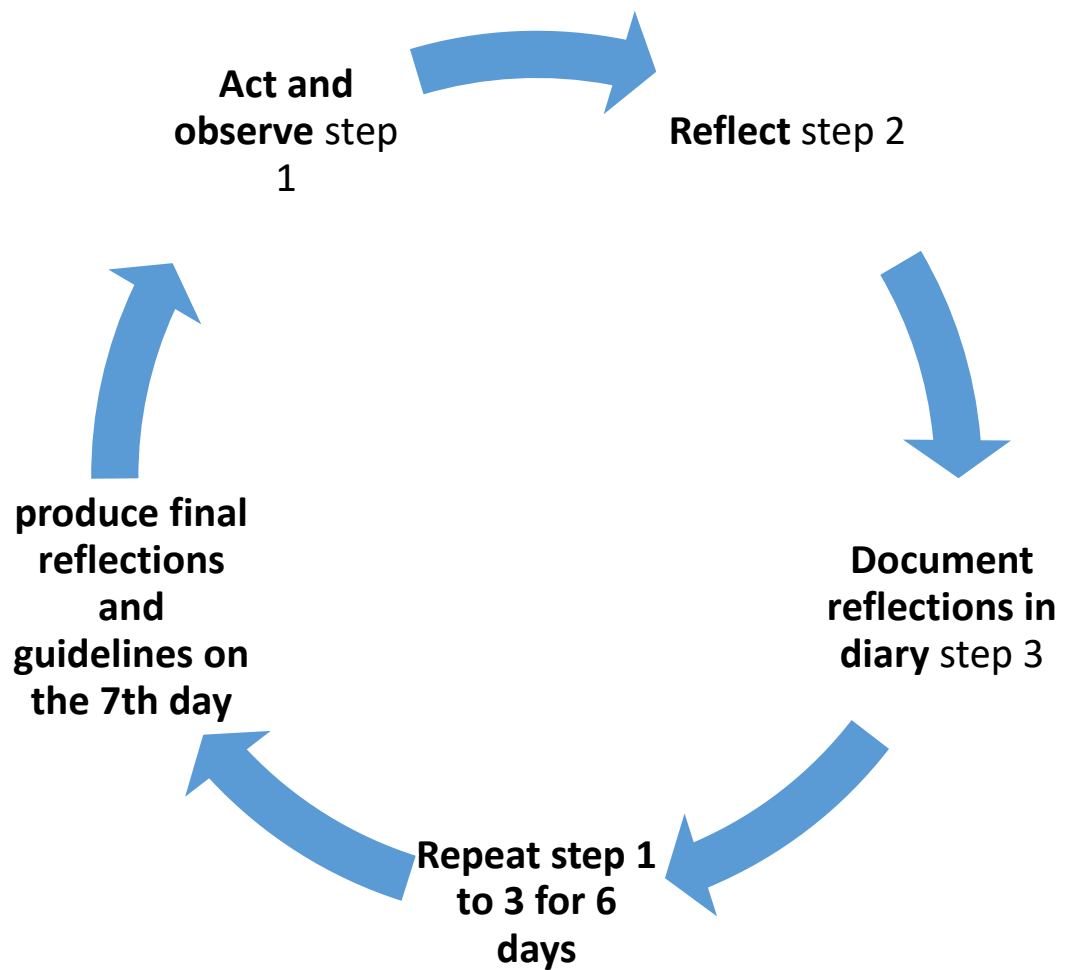 Act and
observe step
1
Reflect step 2
Document
reflections in
diary step 3
Repeat step 1
to 3 for 6
days
produce final
reflections
and
guidelines on
the 7th day